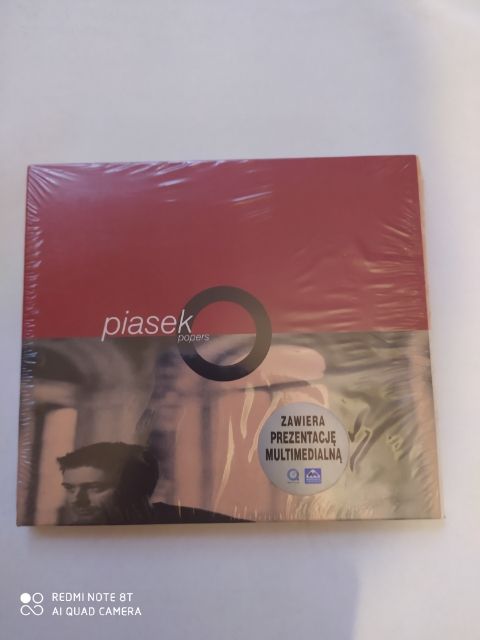 piasek
popers
ZAWIERA
PREZENTACJĘ
MULTIMEDIALNĄ
REDMI NOTE 8T
AI QUAD CAMERA